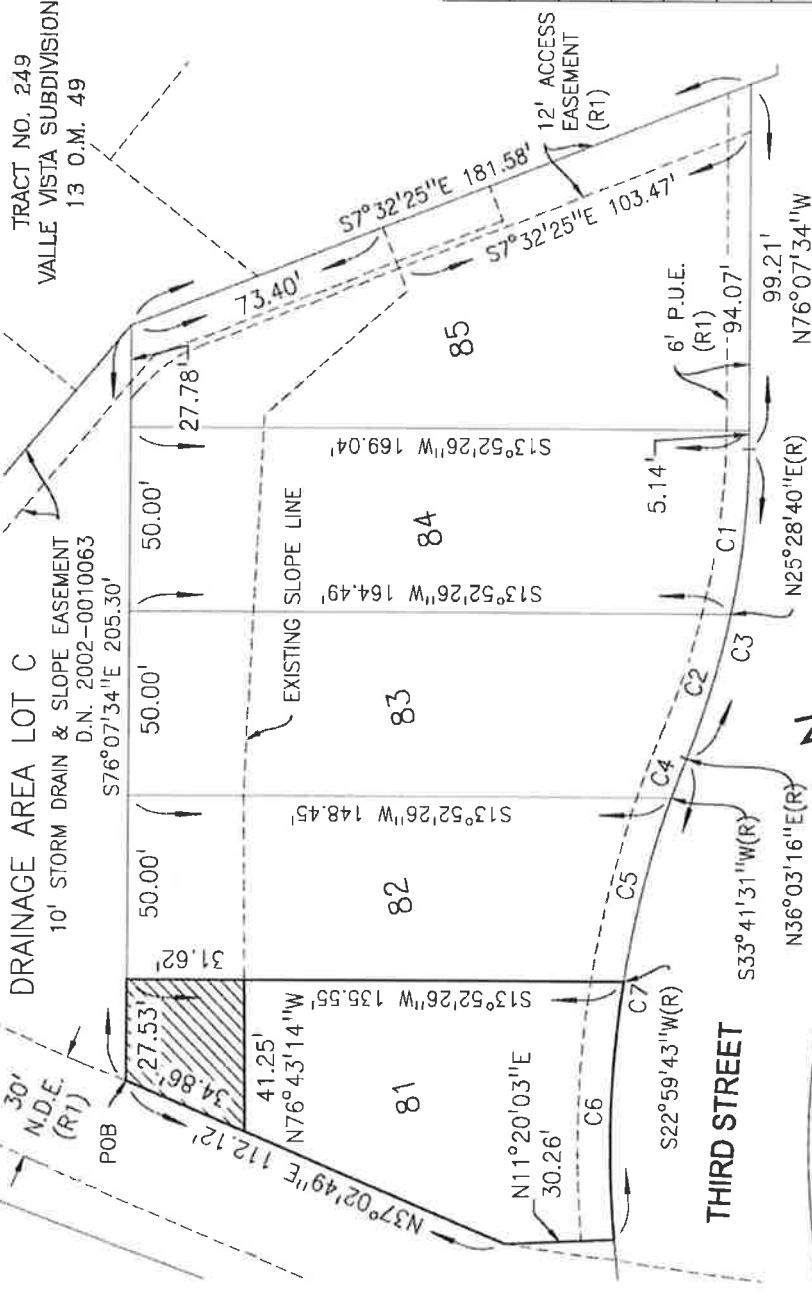 TRACT NO. 249
VALLE VISTA SUBDIVISION
13 O.M. 49
DRAINAGE AREA LOT C
10' STORM DRAIN & SLOPE EASEMENT
D.N. 2002-0010063
S76°07'34"E 205.30'
30'
N.D.E.
(R1)
POB
27.53'
50.00'
50.00'
50.00'
27.78'
73.40'
S7°32'25"E 181.58'
12' ACCESS
EASEMENT
(R1)
S7°32'25"E 103.47'
34.86'
31.62'
41.25'
N76°43'14"W
N37°02'49"E 112.12'
EXISTING SLOPE LINE
81
82
83
84
85
S13°52'26"W 135.55'
S13°52'26"W 148.45'
S13°52'26"W 164.49'
S13°52'26"W 169.04'
N11°20'03"E
30.26'
6' P.U.E.
(R1)
94.07'
5.14'
99.21'
N76°07'34"W
C1
C2
C3
C4
C5
C6
C7
N25°28'40"E(R)
N36°03'16"E(R)
S33°41'31"W(R)
S22°59'43"W(R)
THIRD STREET